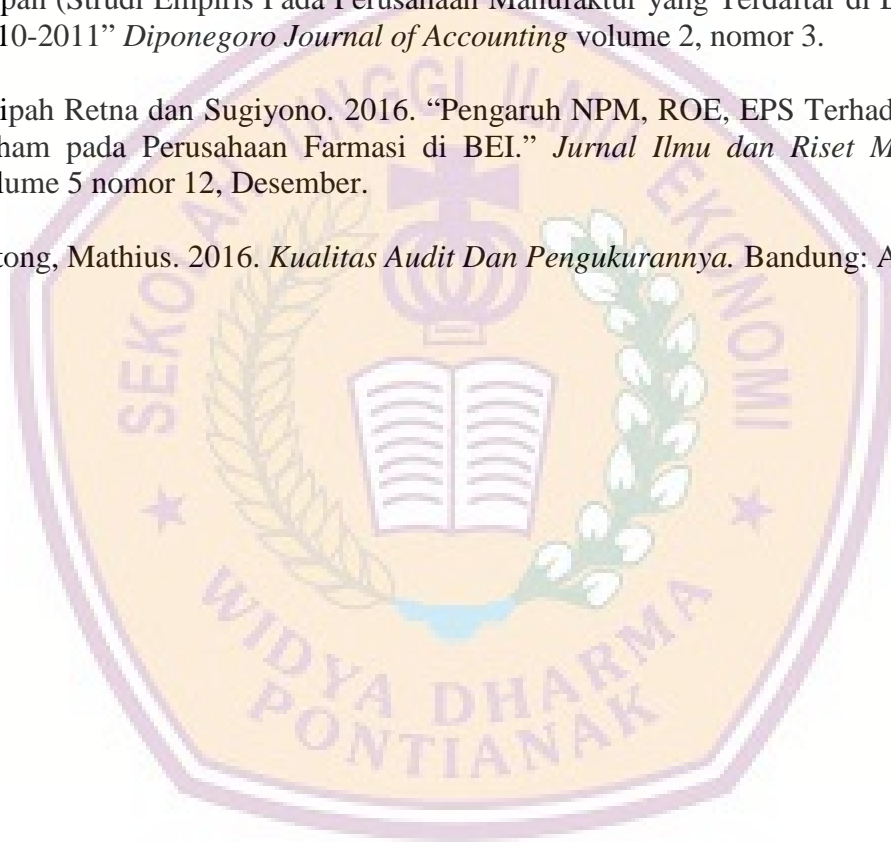 pan (Strudi Empiris Pada Perusahaan Manufaktur yang Terdaftar di
10-2011” Diponegoro Journal of Accounting volume 2, nomor 3.
ipah Retna dan Sugiyono. 2016. “Pengaruh NPM, ROE, EPS Terhad
ham pada Perusahaan Farmasi di BEI.” Jurnal Ilmu dan Riset M
lume 5 nomor 12, Desember.
tong, Mathius. 2016. Kualitas Audit Dan Pengukurannya. Bandung: A
SEKOLAH TINGGI ILMU EKONOMI
WIDYA DHARMA
PONTIANAK